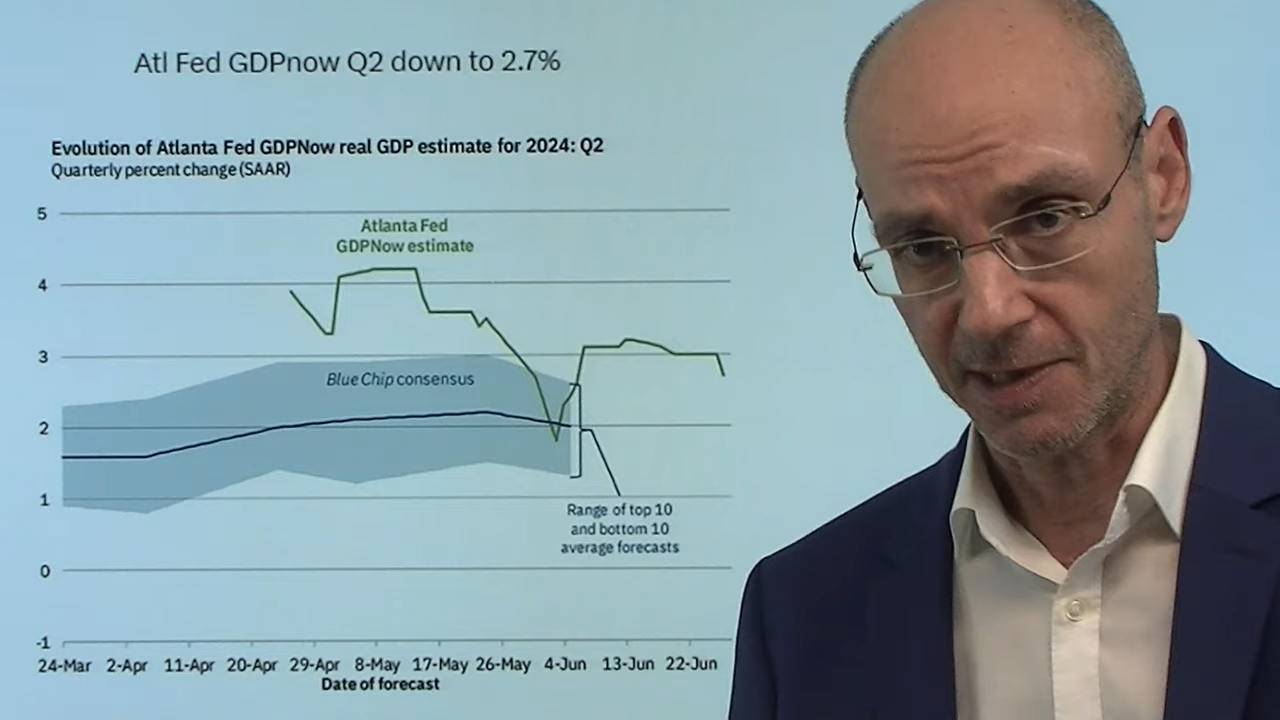 Atl Fed GDPnow Q2 down to 2.7%
Evolution of Atlanta Fed GDPNow real GDP estimate for 2024: Q2
Quarterly percent change (SAAR)
5
Atlanta Fed
GDPNow estimate
4
3
Blue Chip consensus
2
1
Range of top 10
and bottom 10
average forecasts
0
-1
24-Mar 2-Apr 11-Apr 20-Apr 29-Apr 8-May 17-May 26-May 4-Jun 13-Jun 22-Jun
Date of forecast